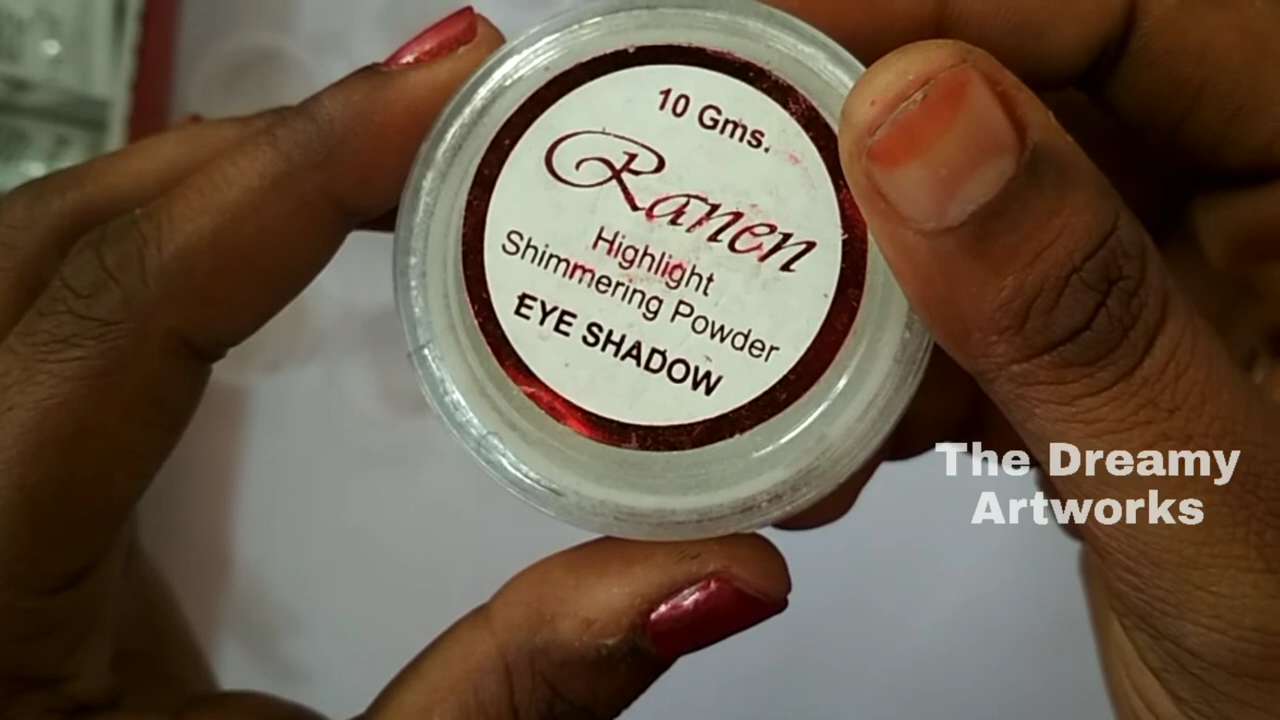 10 Gms.
Ranen
Highlight
Shimmering Powder
EYE SHADOW
The Dreamy
Artworks